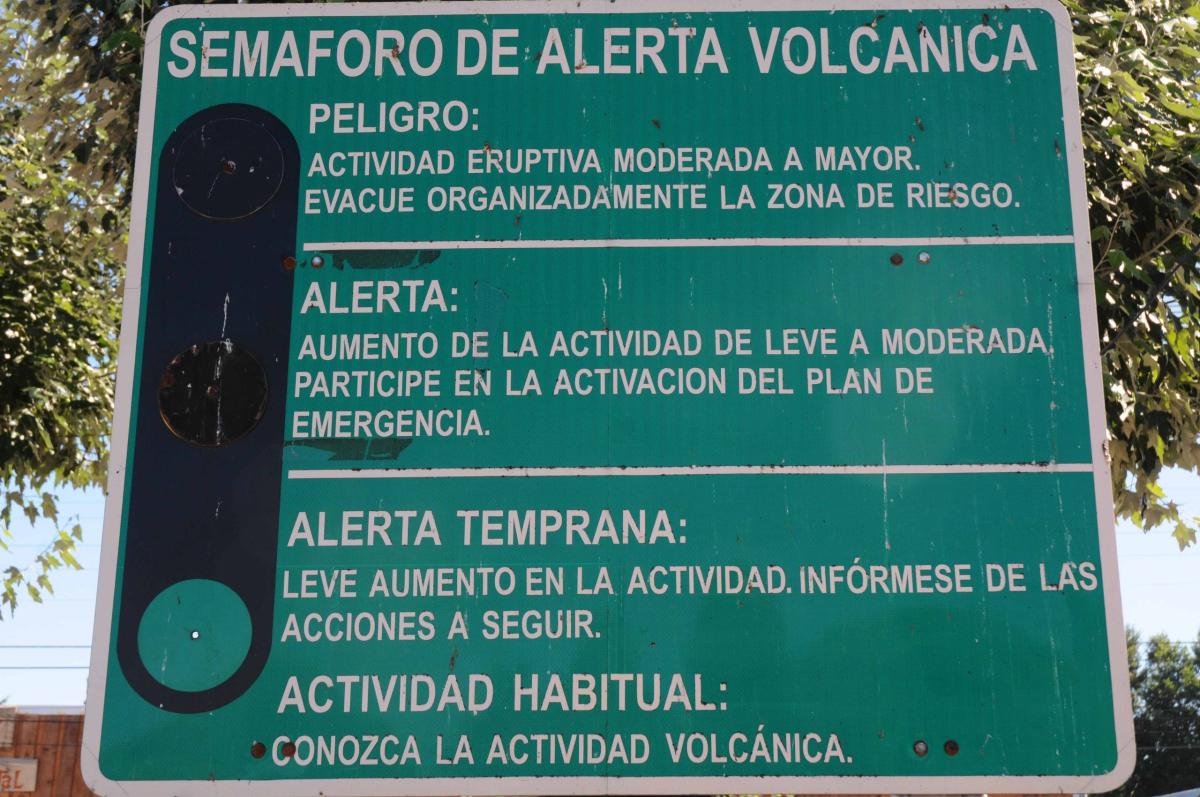 SEMAFORO DE ALERTA VOLCANICA
PELIGRO:
ACTIVIDAD ERUPTIVA MODERADA A MAYOR.
EVACUE ORGANIZADAMENTE LA ZONA DE RIESGO.
ALERTA:
AUMENTO DE LA ACTIVIDAD DE LEVE A MODERADA
PARTICIPE EN LA ACTIVACION DEL PLAN DE
EMERGENCIA.
ALERTA TEMPRANA:
LEVE AUMENTO EN LA ACTIVIDAD. INFÓRMESE DE LAS
ACCIONES A SEGUIR.
ACTIVIDAD HABITUAL:
CONOZCA LA ACTIVIDAD VOLCÁNICA.